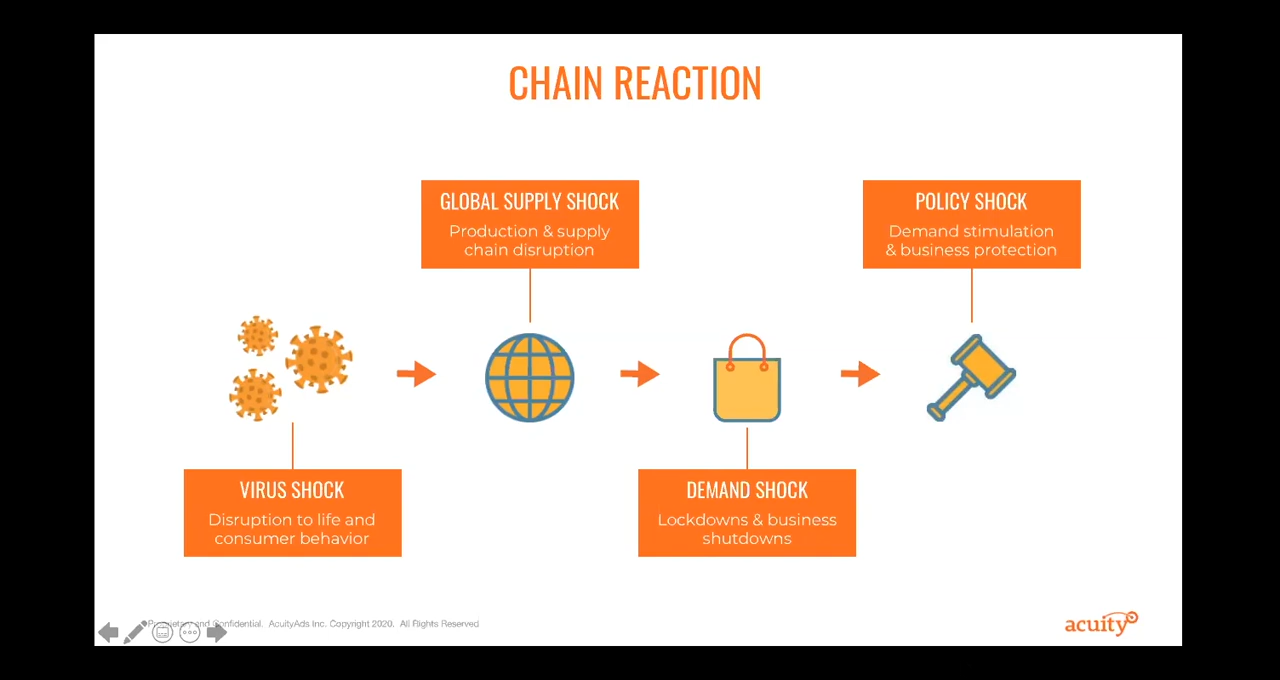 CHAIN REACTION
GLOBAL SUPPLY SHOCK
Production & supply
chain disruption
POLICY SHOCK
Demand stimulation
& business protection
VIRUS SHOCK
Disruption to life and
consumer behavior
DEMAND SHOCK
Lockdowns & business
shutdowns
Proprietary and Confidential. AcuityAds Inc. Copyright 2020. All Rights Reserved
acuity